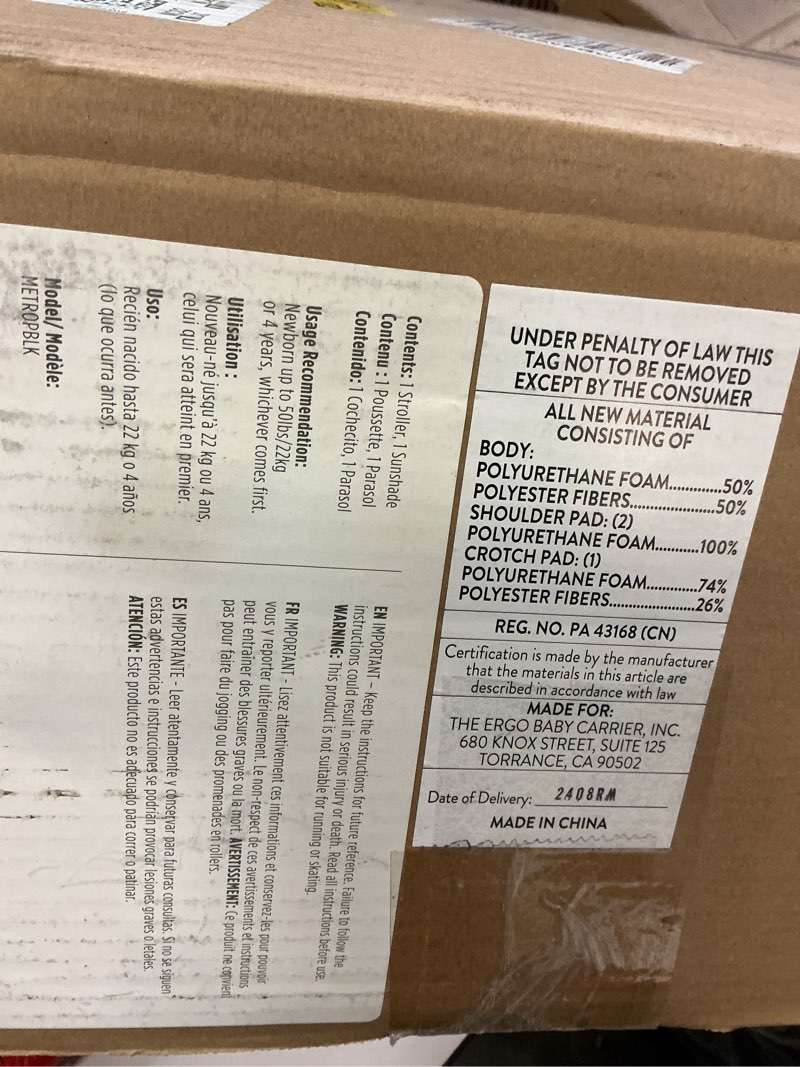 UNDER PENALTY OF LAW THIS
TAG NOT TO BE REMOVED
EXCEPT BY THE CONSUMER
ALL NEW MATERIAL
CONSISTING OF
BODY:
POLYURETHANE FOAM.............50%
POLYESTER FIBERS.....................50%
SHOULDER PAD: (2)
POLYURETHANE FOAM...........100%
CROTCH PAD: (1)
POLYURETHANE FOAM.............74%
POLYESTER FIBERS.....................26%
REG. NO. PA 43168 (CN)
Certification is made by the manufacturer
that the materials in this article are
described in accordance with law
MADE FOR:
THE ERGO BABY CARRIER, INC.
680 KNOX STREET, SUITE 125
TORRANCE, CA 90502
Date of Delivery: 2408RM
MADE IN CHINA
Contents: 1 Stroller, 1 Sunshade
Contenu : 1 Poussette, 1 Parasol
Contenido: 1 Cochecito, 1 Parasol
Usage Recommendation:
Newborn up to 50lbs/22kg
or 4 years, whichever comes first.
Utilisation :
Nouveau-né jusqu'à 22 kg ou 4 ans,
celui qui sera atteint en premier.
Uso:
Recién nacido hasta 22 kg o 4 años
(lo que ocurra antes).
Model/ Modèle:
METROPBLK
EN IMPORTANT – Keep the instructions for future reference. Failure to follow the
instructions could result in serious injury or death. Read all instructions before use.
WARNING: This product is not suitable for running or skating.
FR IMPORTANT - Lisez attentivement ces informations et conservez-les pour pouvoir
vous y reporter ultérieurement. Le non-respect de ces avertissements et instructions
peut entraîner des blessures graves ou la mort. AVERTISSEMENT: Ce produit ne convient
pas pour faire du jogging ou des promenades en rollers.
ES IMPORTANTE - Leer atentamente y conservar para futuras consultas. Si no se siguen
estas advertencias e instrucciones se podrían provocar lesiones graves o letales.
ATENCIÓN: Este producto no es adecuado para correr o patinar.